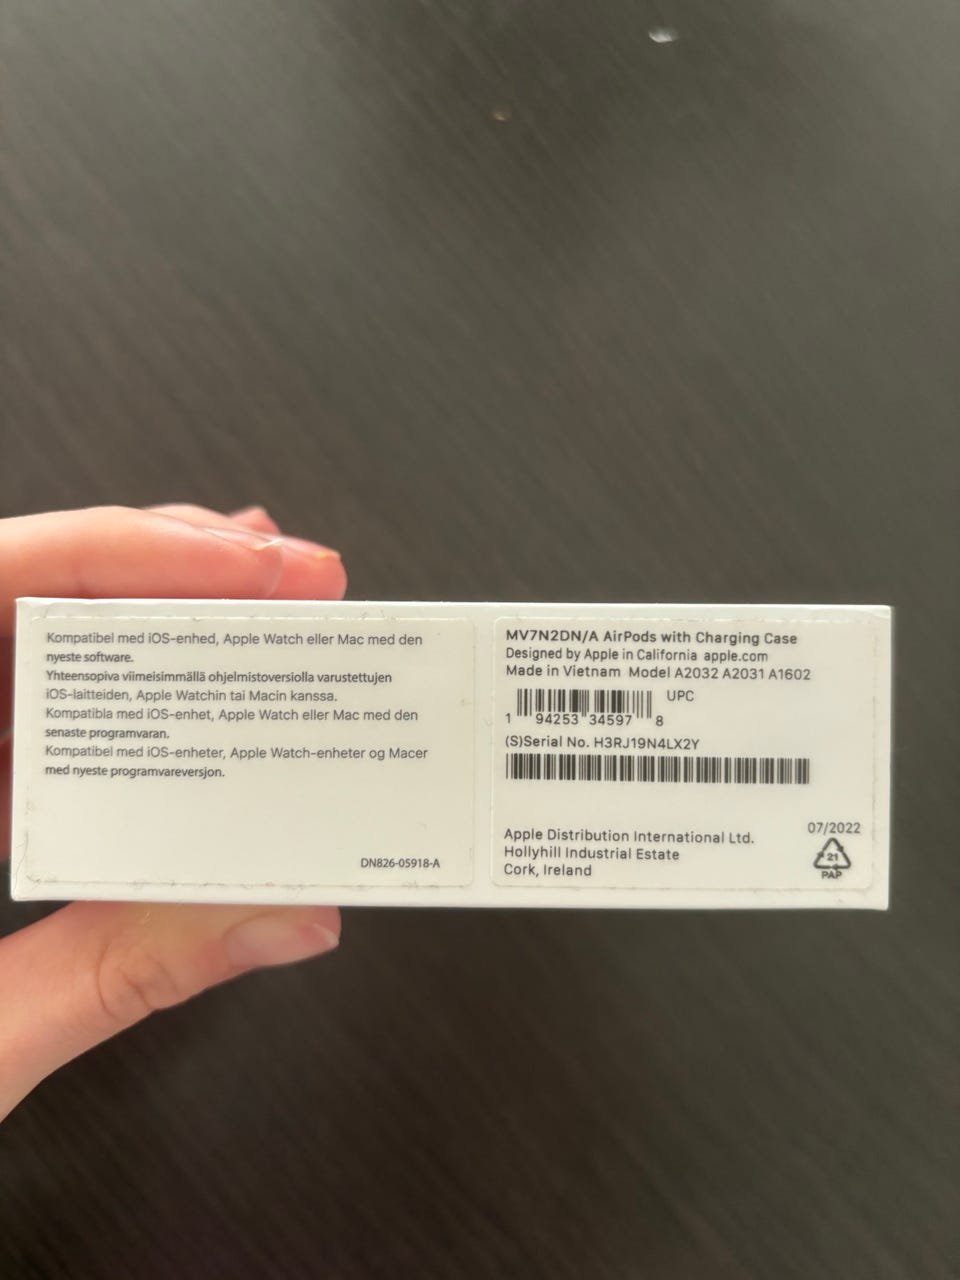 Kompatibel med iOS-enhed, Apple Watch eller Mac med den
nyeste software.
Yhteensopiva viimeisimmällä ohjelmistoversiolla varustettujen
iOS-laitteiden, Apple Watchin tai Macin kanssa.
Kompatibla med iOS-enhet, Apple Watch eller Mac med den
senaste programvaran.
Kompatibel med iOS-enheter, Apple Watch-enheter og Macer
med nyeste programvareversjon.
DN826-05918-A
MV7N2DN/A AirPods with Charging Case
Designed by Apple in California apple.com
Made in Vietnam Model A2032 A2031 A1602
UPC
1 94253 34597 8
(S)Serial No. H3RJ19N4LX2Y
Apple Distribution International Ltd.
Hollyhill Industrial Estate
Cork, Ireland
07/2022
21
PAP